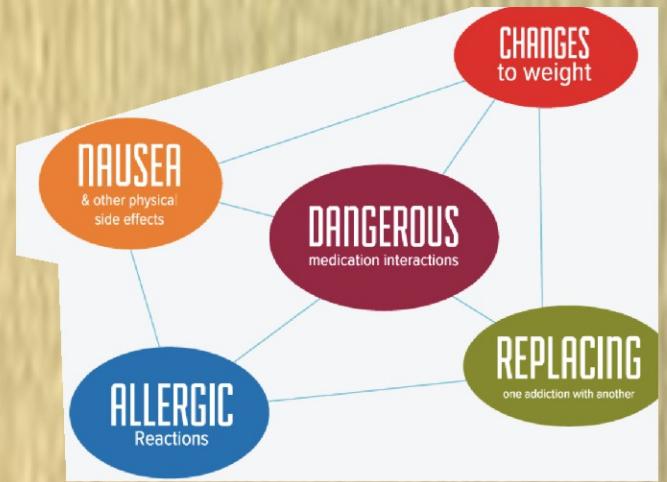 CHANGES
to weight
NAUSEA
& other physical
side effects
DANGEROUS
medication interactions
REPLACING
one addiction with another
ALLERGIC
Reactions